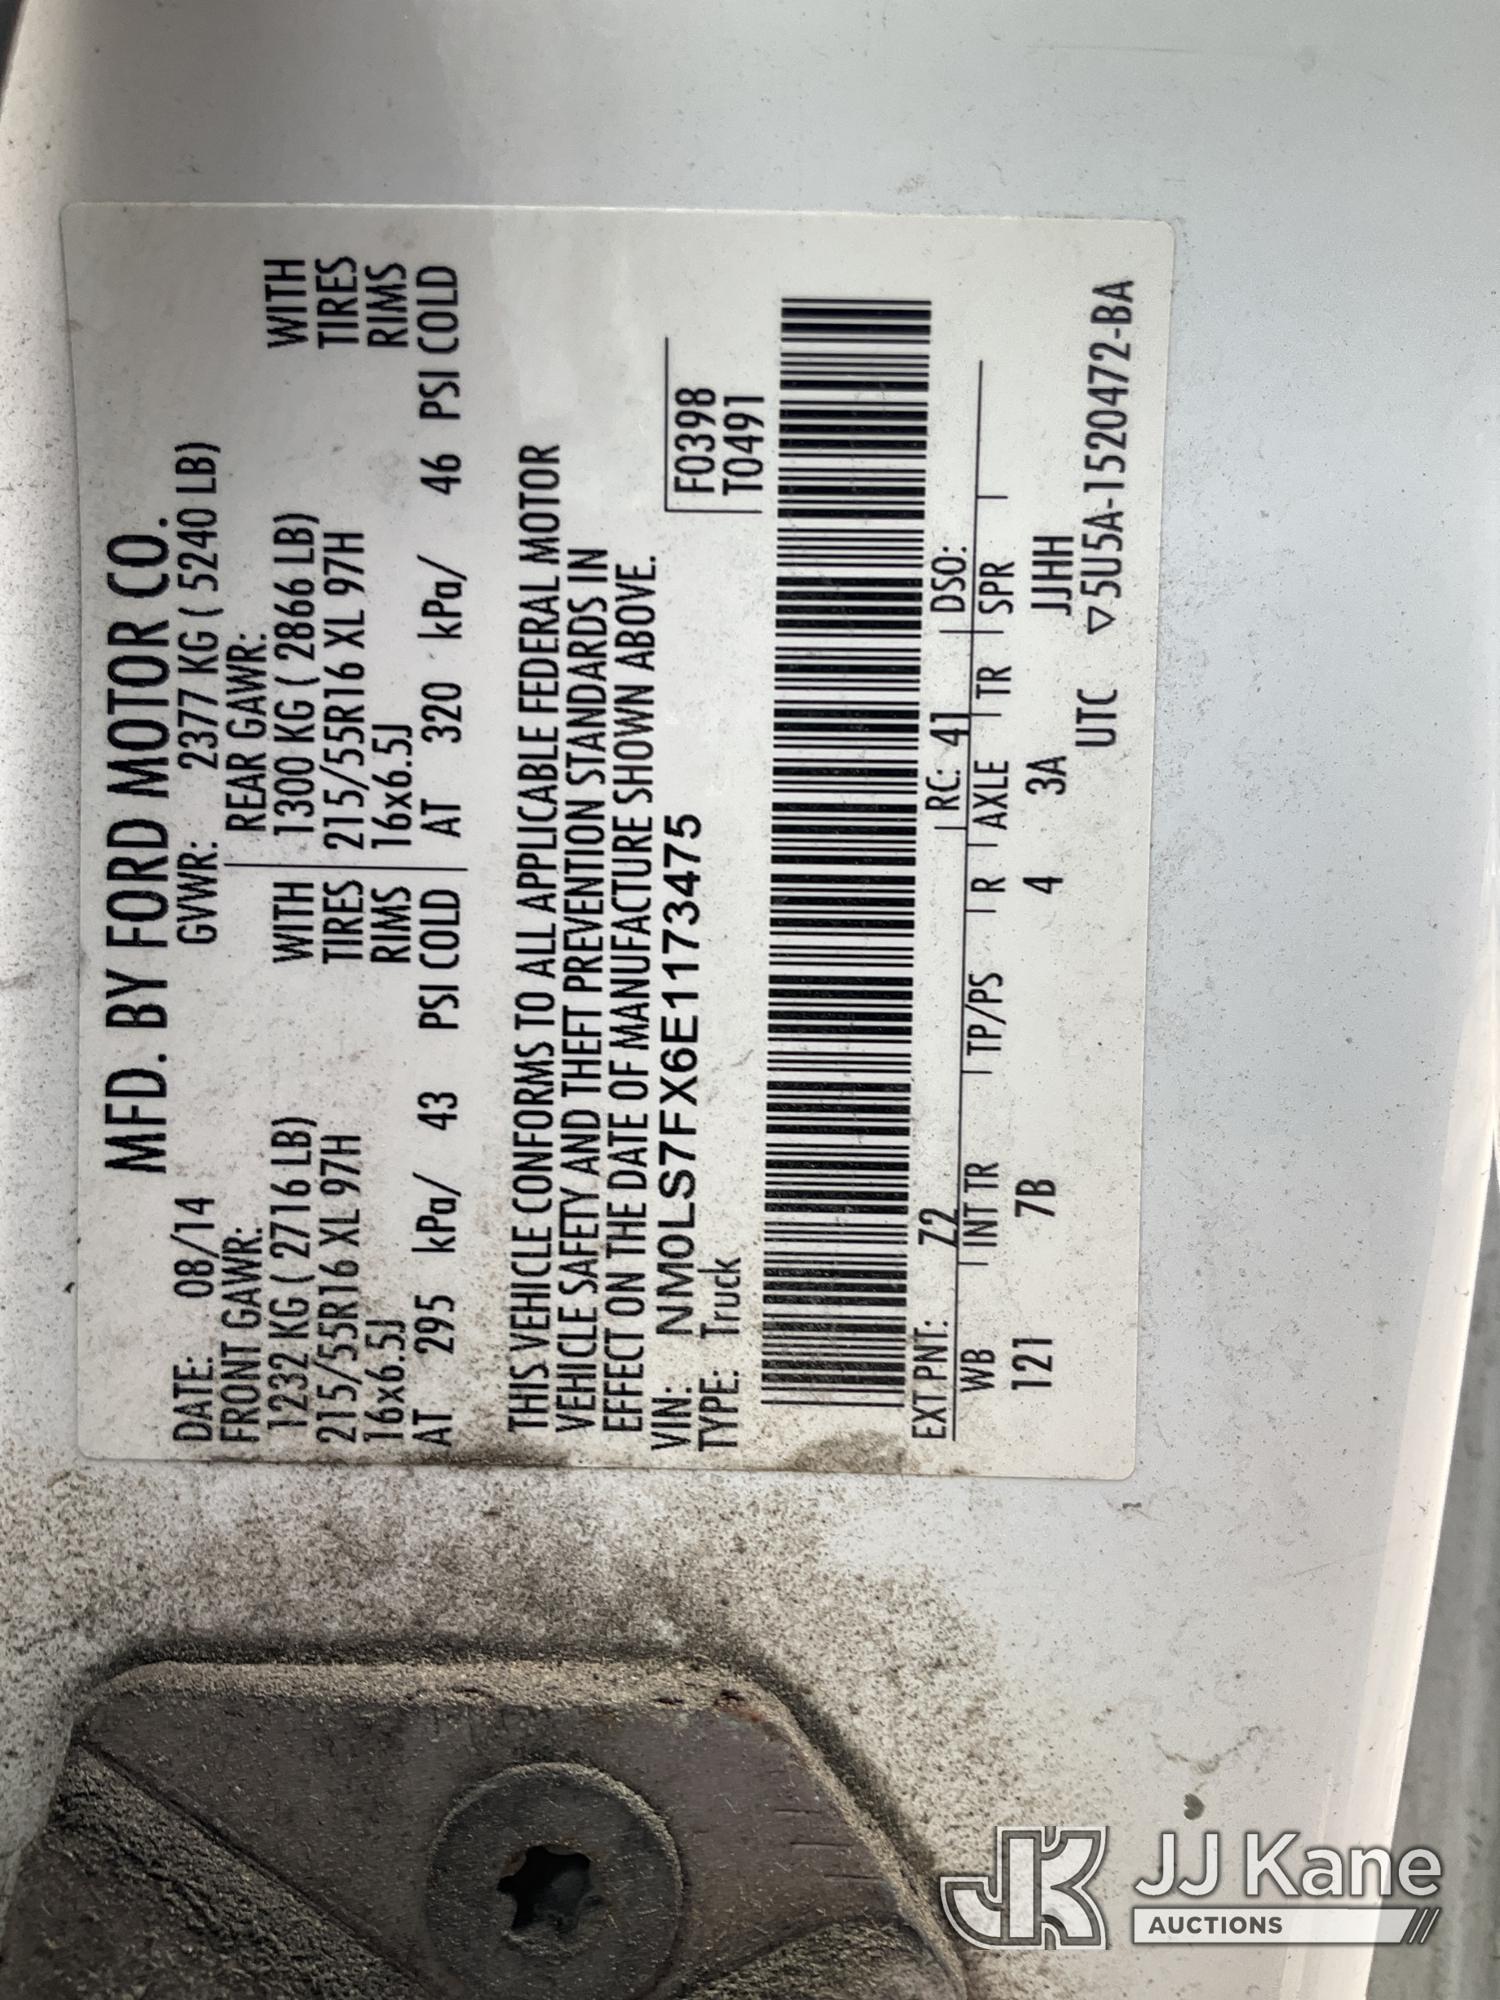 MFD. BY FORD MOTOR CO.
DATE: 08/14 GVWR: 2377 KG ( 5240 LB)
FRONT GAWR: REAR GAWR:
1232 KG ( 2716 LB) WITH 1300 KG ( 2866 LB) WITH
215/55R16 XL 97H TIRES 215/55R16 XL 97H TIRES
16x6.5J RIMS 16x6.5J RIMS
AT 295 kPa/ 43 PSI COLD AT 320 kPa/ 46 PSI COLD
THIS VEHICLE CONFORMS TO ALL APPLICABLE FEDERAL MOTOR
VEHICLE SAFETY AND THEFT PREVENTION STANDARDS IN
EFFECT ON THE DATE OF MANUFACTURE SHOWN ABOVE.
VIN: NM0LS7FX6E1173475 F0398
TYPE: Truck T0491
EXT PNT: Z2 RC: 41 DSO:
WB INT TR TP/PS R AXLE TR SPR
121 7B 4 3A JJHH
UTC ▽5U5A-1520472-BA
JJ Kane
AUCTIONS